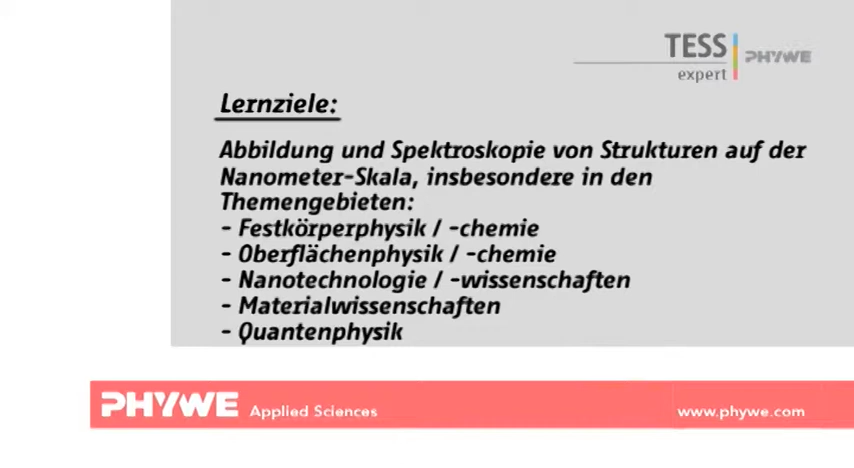 TESS
expert
PHYWE
Lernziele:
Abbildung und Spektroskopie von Strukturen auf der
Nanometer-Skala, insbesondere in den
Themengebieten:
- Festkörperphysik / -chemie
- Oberflächenphysik / -chemie
- Nanotechnologie / -wissenschaften
- Materialwissenschaften
- Quantenphysik
PHYWE Applied Sciences www.phywe.com